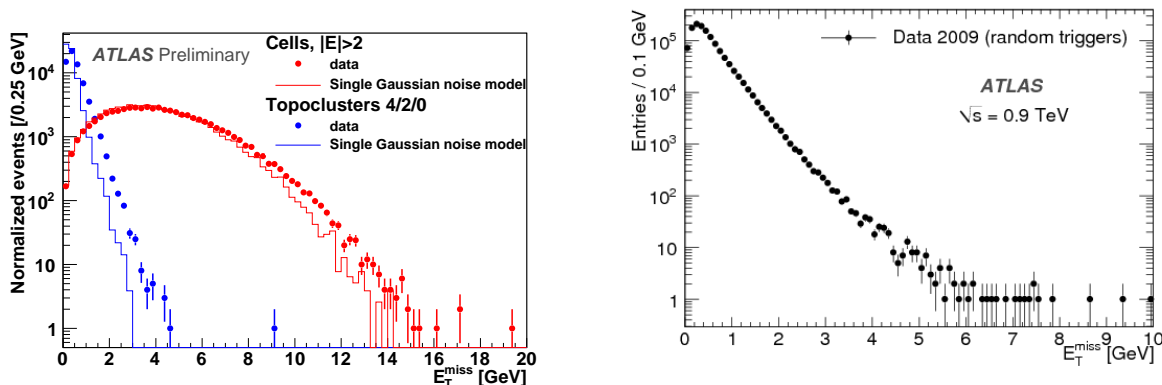 ATLAS Preliminary
Cells, |E|>2
data
Single Gaussian noise model
Topoclusters 4/2/0
data
Single Gaussian noise model
Normalized events [/0.25 GeV]
10⁴
10³
10²
10
1
0 2 4 6 8 10 12 14 16 18 20
E_T^miss [GeV]
Data 2009 (random triggers)
ATLAS
√s = 0.9 TeV
Entries / 0.1 GeV
10⁵
10⁴
10³
10²
10
1
0 1 2 3 4 5 6 7 8 9 10
E_T^miss [GeV]